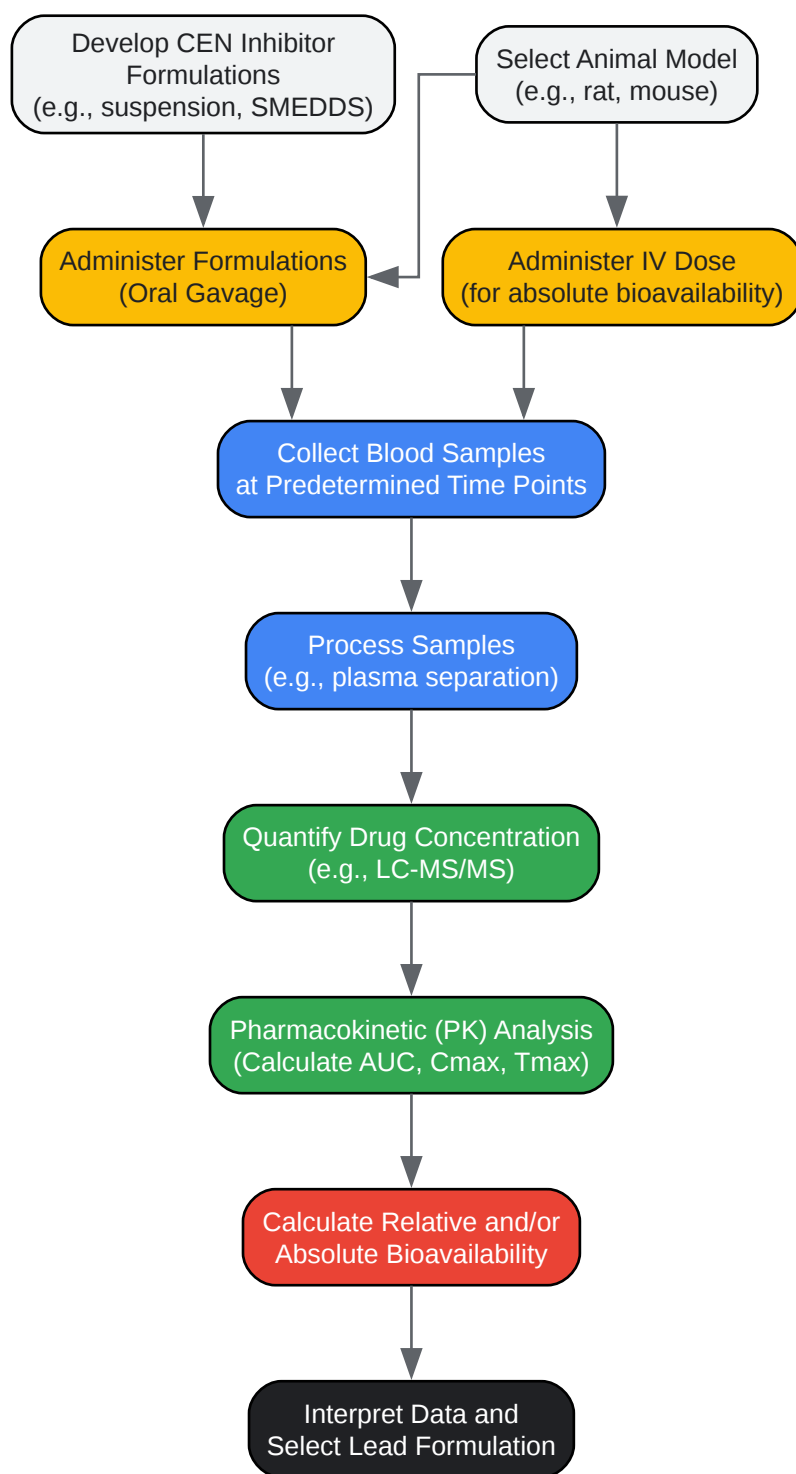 Develop CEN Inhibitor
Formulations
(e.g., suspension, SMEDDS)
Select Animal Model
(e.g., rat, mouse)
Administer Formulations
(Oral Gavage)
Administer IV Dose
(for absolute bioavailability)
Collect Blood Samples
at Predetermined Time Points
Process Samples
(e.g., plasma separation)
Quantify Drug Concentration
(e.g., LC-MS/MS)
Pharmacokinetic (PK) Analysis
(Calculate AUC, Cmax, Tmax)
Calculate Relative and/or
Absolute Bioavailability
Interpret Data and
Select Lead Formulation